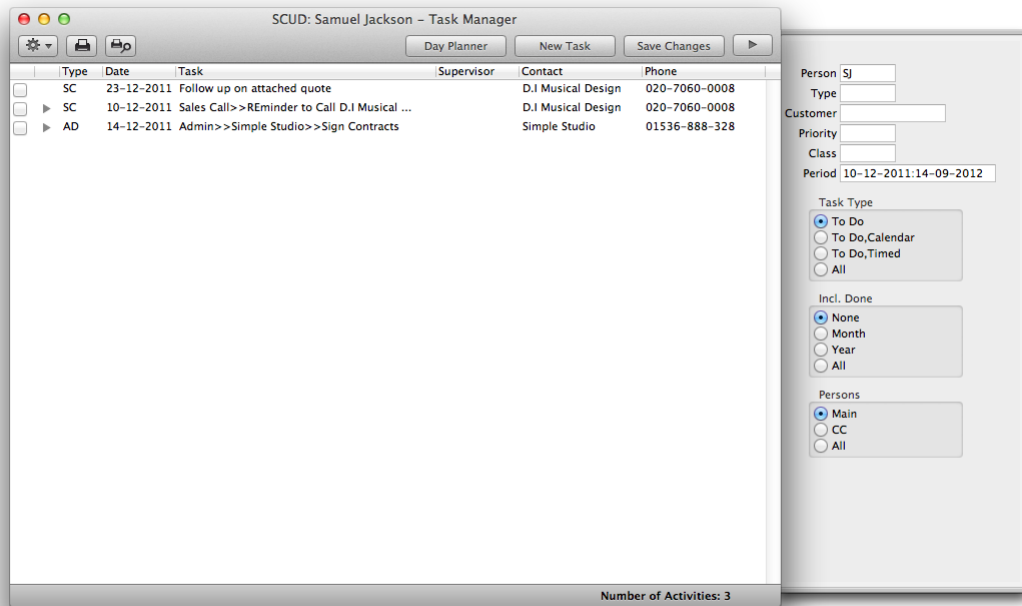 SCUD: Samuel Jackson – Task Manager
Day Planner New Task Save Changes
Type Date Task Supervisor Contact Phone
SC 23-12-2011 Follow up on attached quote D.I Musical Design 020-7060-0008
SC 10-12-2011 Sales Call>>REminder to Call D.I Musical ... D.I Musical Design 020-7060-0008
AD 14-12-2011 Admin>>Simple Studio>>Sign Contracts Simple Studio 01536-888-328
Number of Activities: 3
Person SJ
Type
Customer
Priority
Class
Period 10-12-2011:14-09-2012
Task Type
To Do
To Do,Calendar
To Do,Timed
All
Incl. Done
None
Month
Year
All
Persons
Main
CC
All